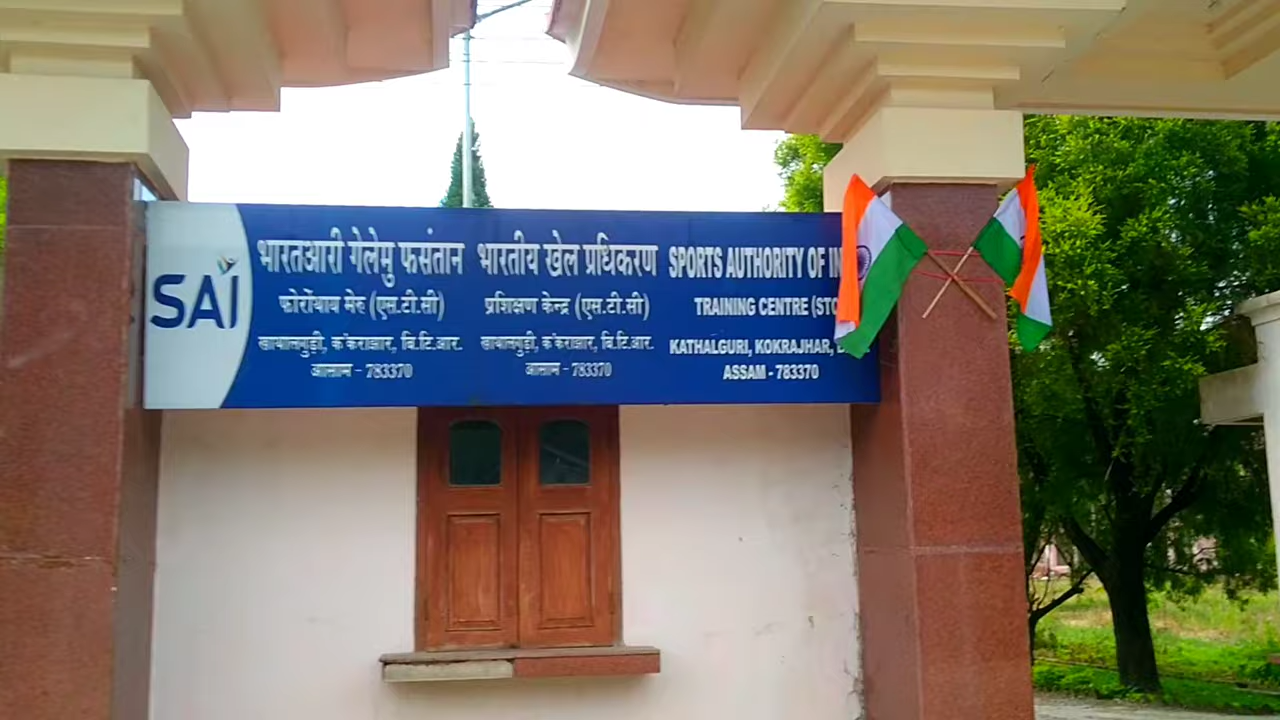 SAI
भारतआरी गेलेमु फसंतान
फोरोंथाय मेरु (एस.टी.सी)
आसाम - 783370
भारतीय खेल प्रधिकरण
प्रशिक्षण केन्द्र (एस.टी.सी)
आसाम - 783370
SPORTS AUTHORITY OF
TRAINING CENTRE
KATHALGURI, KOKRAJHAR,
ASSAM - 783370